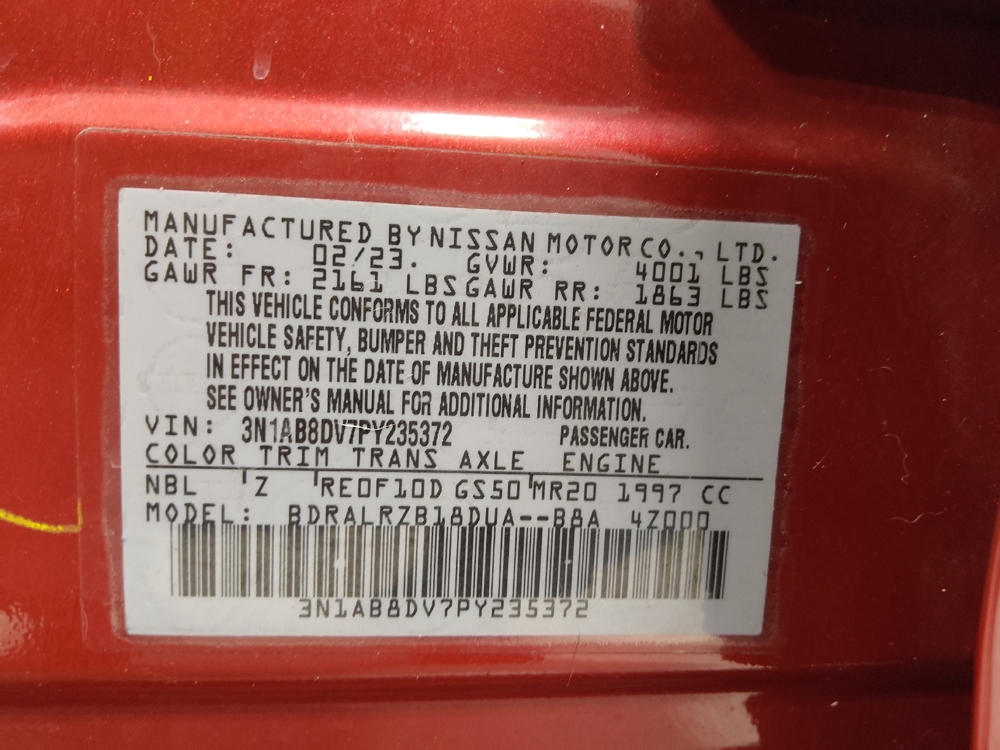 MANUFACTURED BY NISSAN MOTOR CO., LTD.
DATE: 02/23. GVWR: 4001 LBS
GAWR FR: 2161 LBS GAWR RR: 1863 LBS
THIS VEHICLE CONFORMS TO ALL APPLICABLE FEDERAL MOTOR
VEHICLE SAFETY, BUMPER AND THEFT PREVENTION STANDARDS
IN EFFECT ON THE DATE OF MANUFACTURE SHOWN ABOVE.
SEE OWNER'S MANUAL FOR ADDITIONAL INFORMATION.
VIN: 3N1AB8DV7PY235372 PASSENGER CAR.
COLOR TRIM TRANS AXLE ENGINE
NBL Z RE0F10D GS50 MR20 1997 CC
MODEL: BDRALRZB18DUA--B8A 4Z000
3N1AB8DV7PY235372